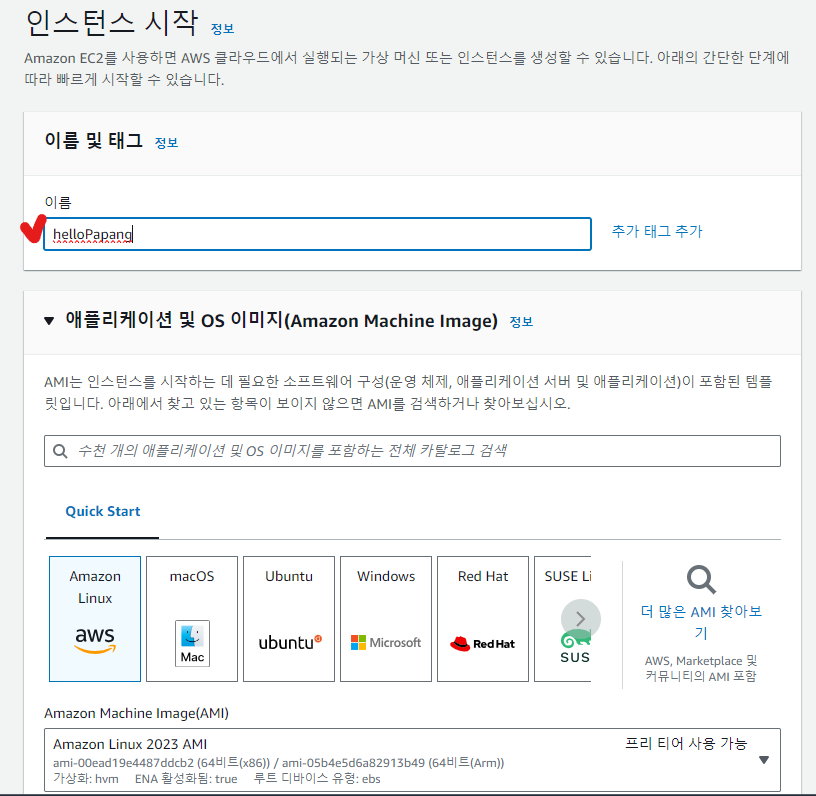 인스턴스 시작 정보
Amazon EC2를 사용하면 AWS 클라우드에서 실행되는 가상 머신 또는 인스턴스를 생성할 수 있습니다. 아래의 간단한 단계에
따라 빠르게 시작할 수 있습니다.
이름 및 태그 정보
이름
helloPapang
추가 태그 추가
애플리케이션 및 OS 이미지(Amazon Machine Image) 정보
AMI는 인스턴스를 시작하는 데 필요한 소프트웨어 구성(운영 체제, 애플리케이션 서버 및 애플리케이션)이 포함된 템플
릿입니다. 아래에서 찾고 있는 항목이 보이지 않으면 AMI를 검색하거나 찾아보십시오.
수천 개의 애플리케이션 및 OS 이미지를 포함하는 전체 카탈로그 검색
Quick Start
Amazon
Linux
aws
macOS
Mac
Ubuntu
ubuntu
Windows
Microsoft
Red Hat
Red Hat
SUSE Li
SUS
더 많은 AMI 찾아보
기
AWS, Marketplace 및
커뮤니티의 AMI 포함
Amazon Machine Image(AMI)
Amazon Linux 2023 AMI 프리 티어 사용 가능
ami-00ead19e4487ddcb2 (64비트(x86)) / ami-05b4e5d6a82913b49 (64비트(Arm))
가상화: hvm ENA 활성화됨: true 루트 디바이스 유형: ebs